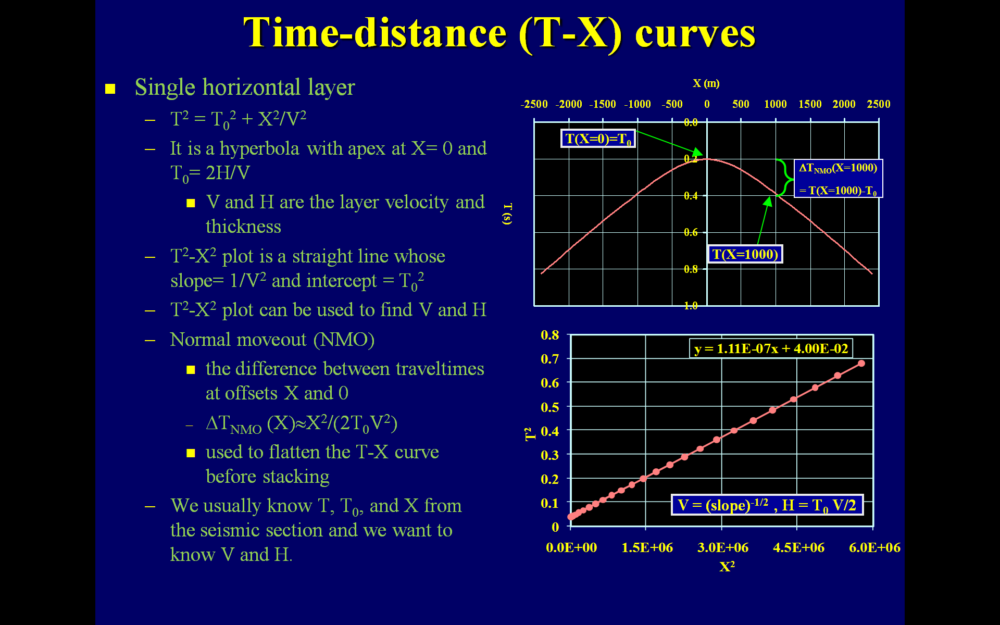 Time-distance (T-X) curves
■ Single horizontal layer
– T² = T₀² + X²/V²
– It is a hyperbola with apex at X= 0 and
T₀= 2H/V
■ V and H are the layer velocity and
thickness
– T²-X² plot is a straight line whose
slope= 1/V² and intercept = T₀²
– T²-X² plot can be used to find V and H
– Normal moveout (NMO)
■ the difference between traveltimes
at offsets X and 0
– ΔT_NMO (X)≈X²/(2T₀V²)
■ used to flatten the T-X curve
before stacking
– We usually know T, T₀, and X from
the seismic section and we want to
know V and H.
X (m)
-2500 -2000 -1500 -1000 -500 0 500 1000 1500 2000 2500
0.0
T(X=0)=T₀
0.2
ΔT_NMO(X=1000)
= T(X=1000)-T₀
0.4
T (s)
0.6
T(X=1000)
0.8
1.0
0.8
y = 1.11E-07x + 4.00E-02
0.7
0.6
0.5
0.4
T²
0.3
0.2
0.1
V = (slope)⁻¹ᐟ² , H = T₀ V/2
0
0.0E+00 1.5E+06 3.0E+06 4.5E+06 6.0E+06
X²